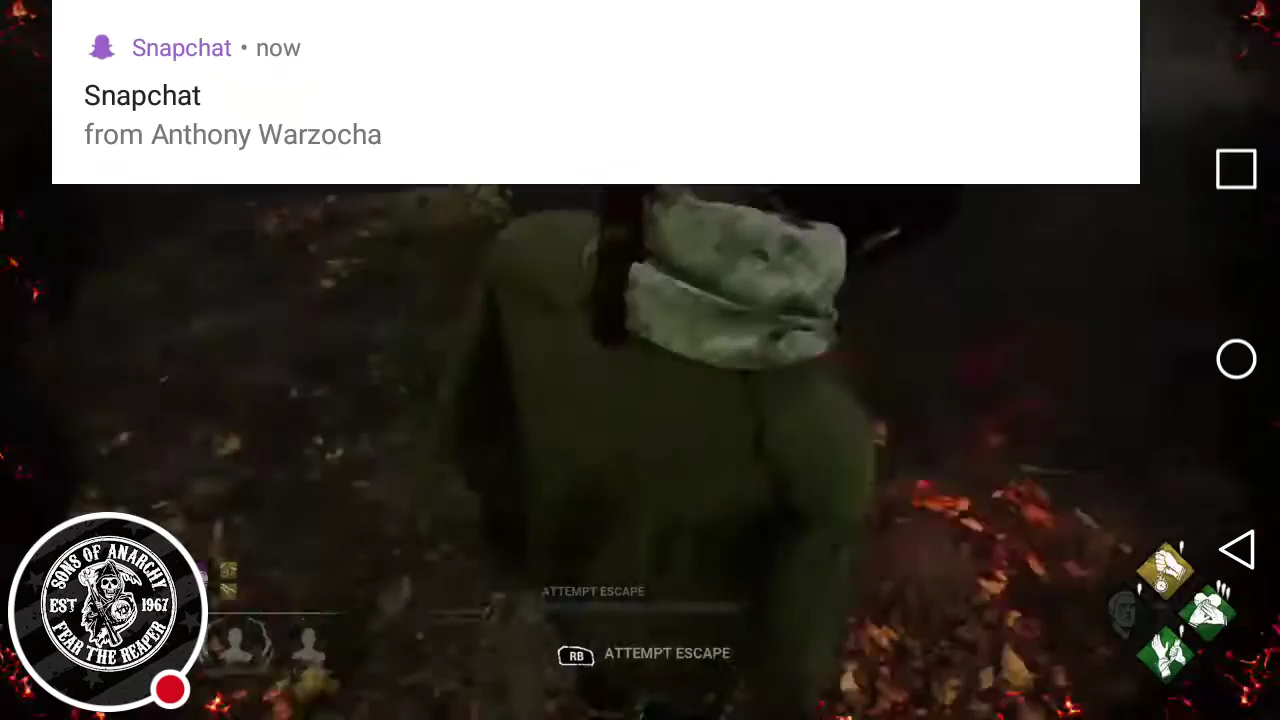 Snapchat • now
Snapchat
from Anthony Warzocha
ATTEMPT ESCAPE
RB ATTEMPT ESCAPE
SONS OF ANARCHY
EST 1967
FEAR THE REAPER